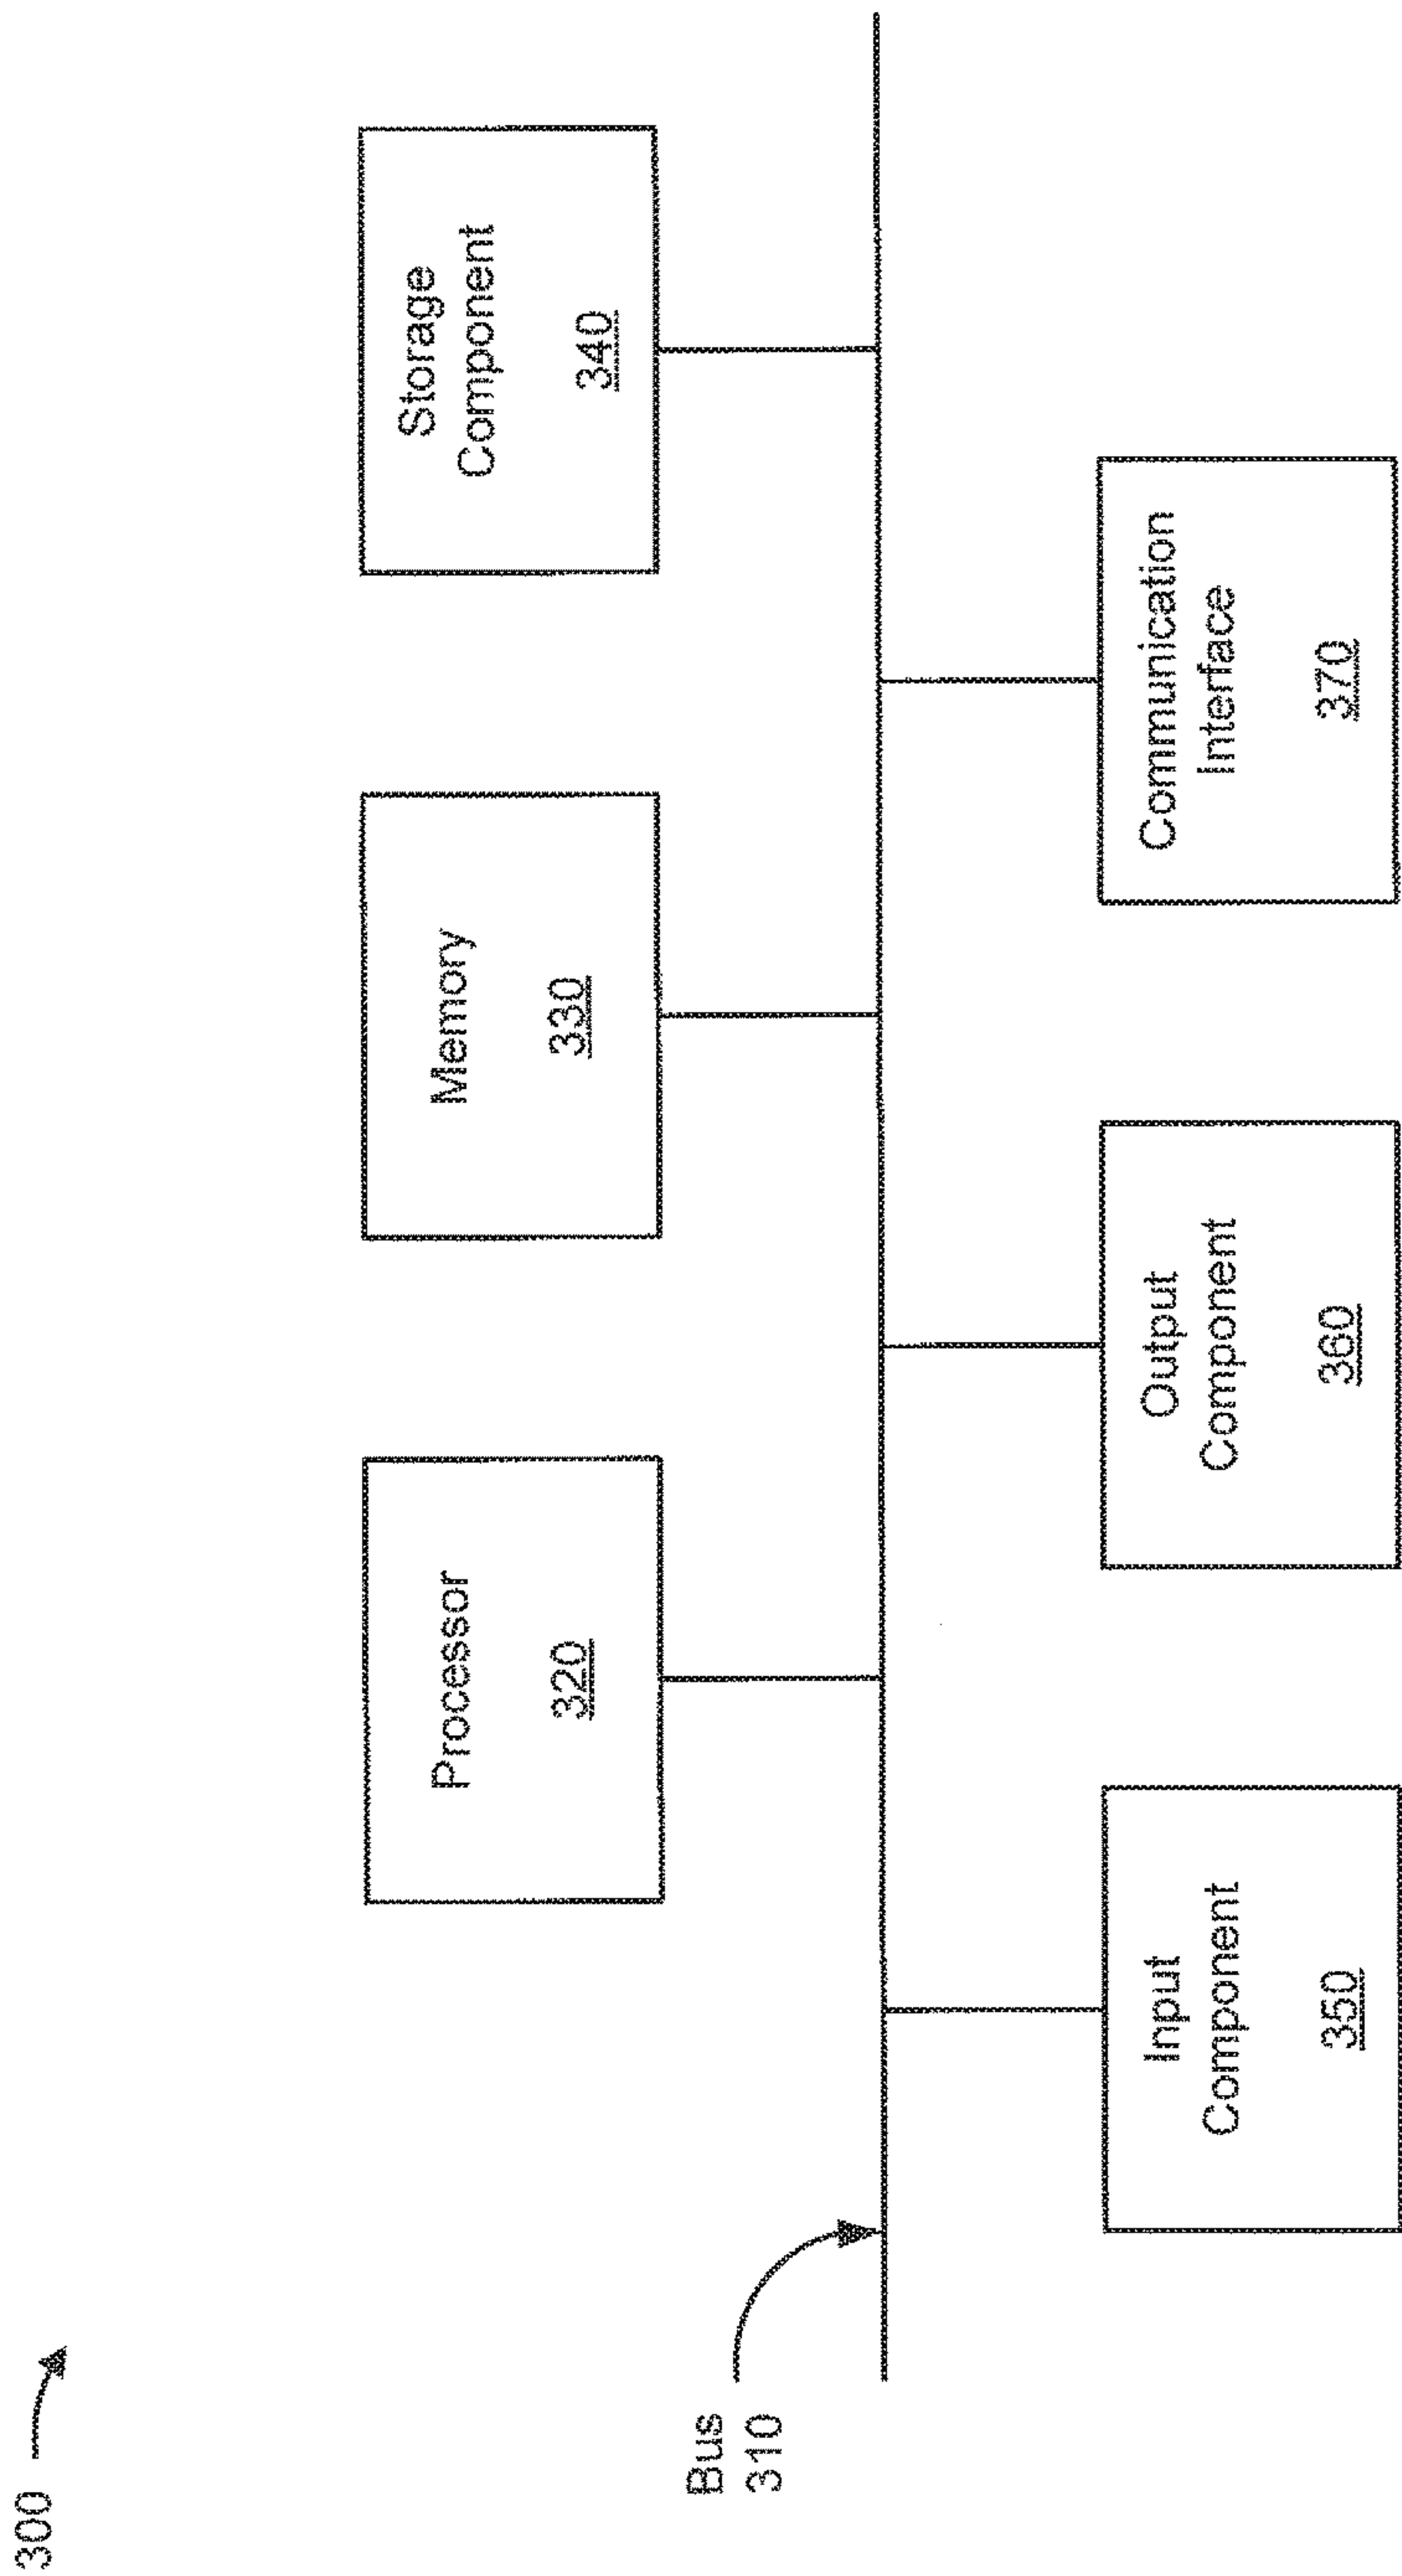 300
Processor
320
Memory
330
Storage
Component
340
Bus
310
Input
Component
350
Output
Component
360
Communication
Interface
370